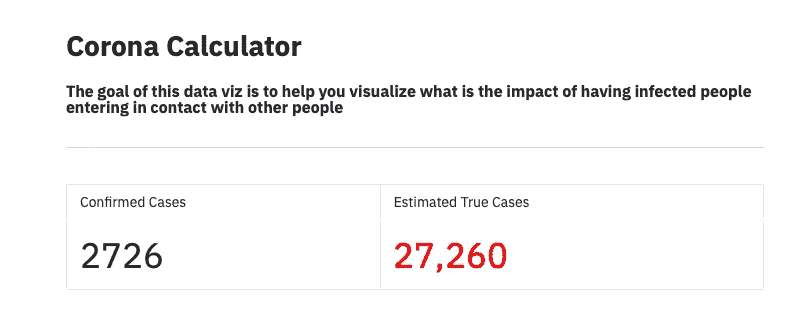 Corona Calculator
The goal of this data viz is to help you visualize what is the impact of having infected people
entering in contact with other people
Confirmed Cases
Estimated True Cases
2726
27,260